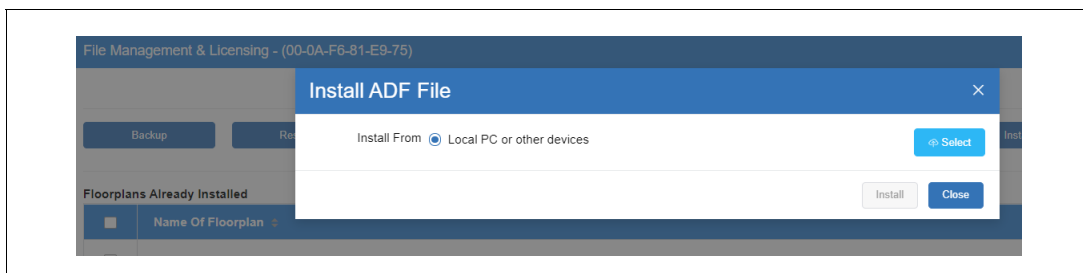 File Management & Licensing - (00-0A-F6-81-E9-75)
Install ADF File
Install From Local PC or other devices
Select
Backup
Install
Close
Floorplans Already Installed
Name Of Floorplan